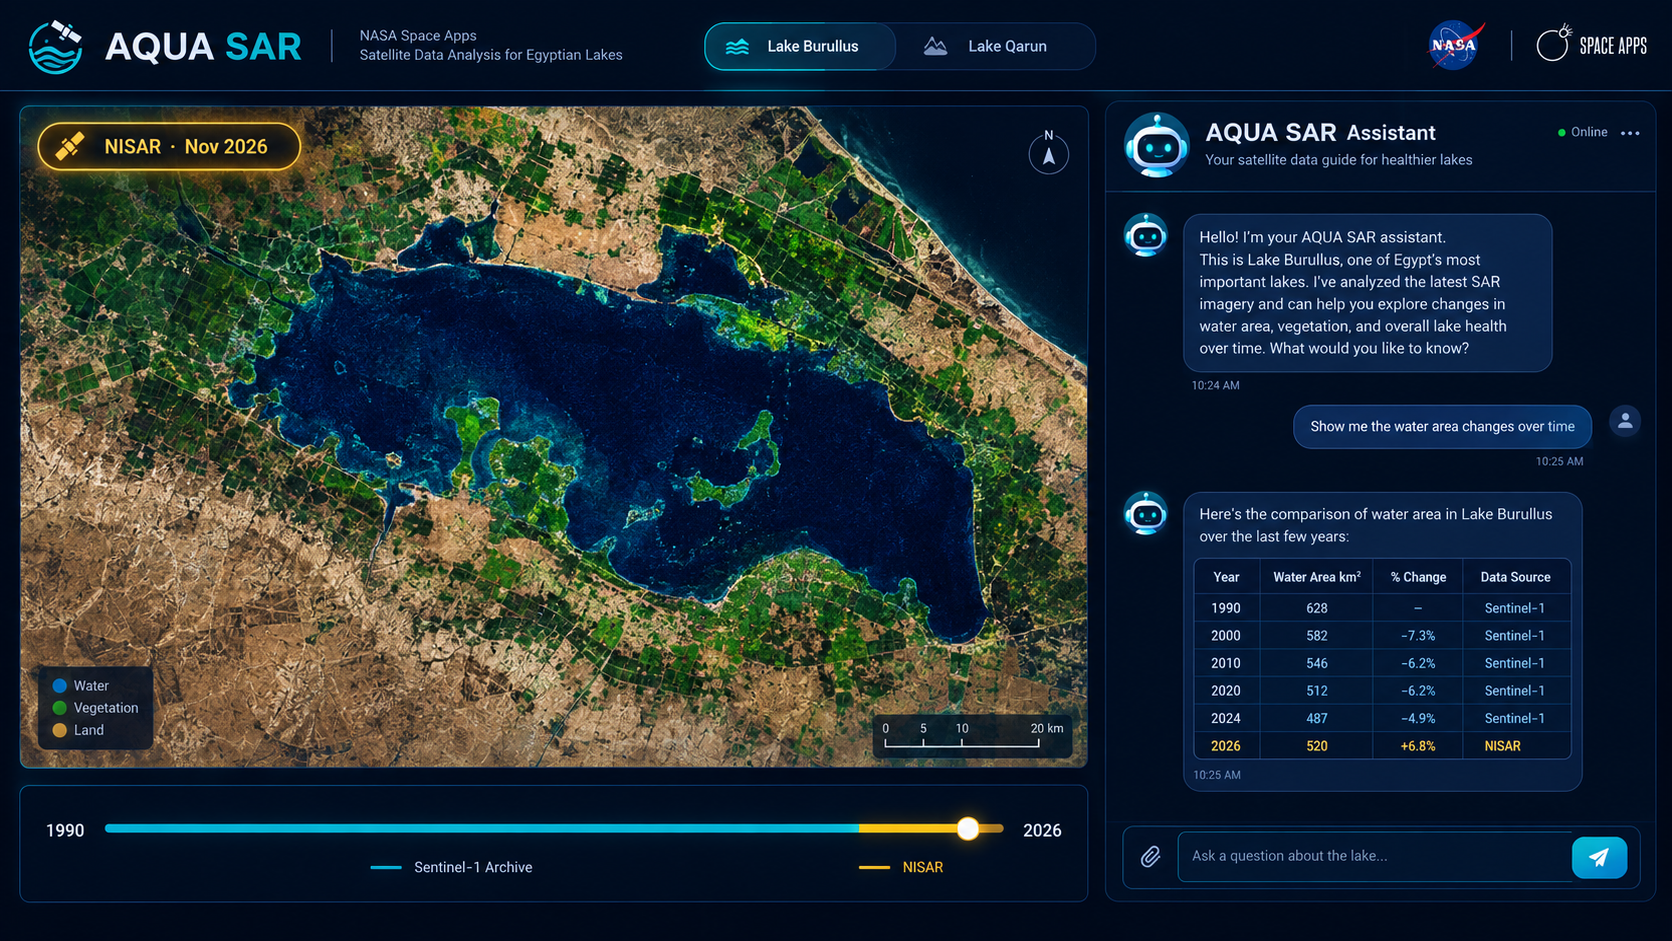 AQUA SAR
NASA Space Apps
Satellite Data Analysis for Egyptian Lakes
Lake Burullus
Lake Qarun
NASA
SPACE APPS
NISAR · Nov 2026
N
Water
Vegetation
Land
0 5 10 20 km
1990
2026
Sentinel-1 Archive
NISAR
AQUA SAR Assistant
Your satellite data guide for healthier lakes
Online
Hello! I'm your AQUA SAR assistant.
This is Lake Burullus, one of Egypt's most
important lakes. I've analyzed the latest SAR
imagery and can help you explore changes in
water area, vegetation, and overall lake health
over time. What would you like to know?
10:24 AM
Show me the water area changes over time
10:25 AM
Here's the comparison of water area in Lake Burullus
over the last few years:
Year Water Area km² % Change Data Source
1990 628 – Sentinel-1
2000 582 -7.3% Sentinel-1
2010 546 -6.2% Sentinel-1
2020 512 -6.2% Sentinel-1
2024 487 -4.9% Sentinel-1
2026 520 +6.8% NISAR
10:25 AM
Ask a question about the lake...